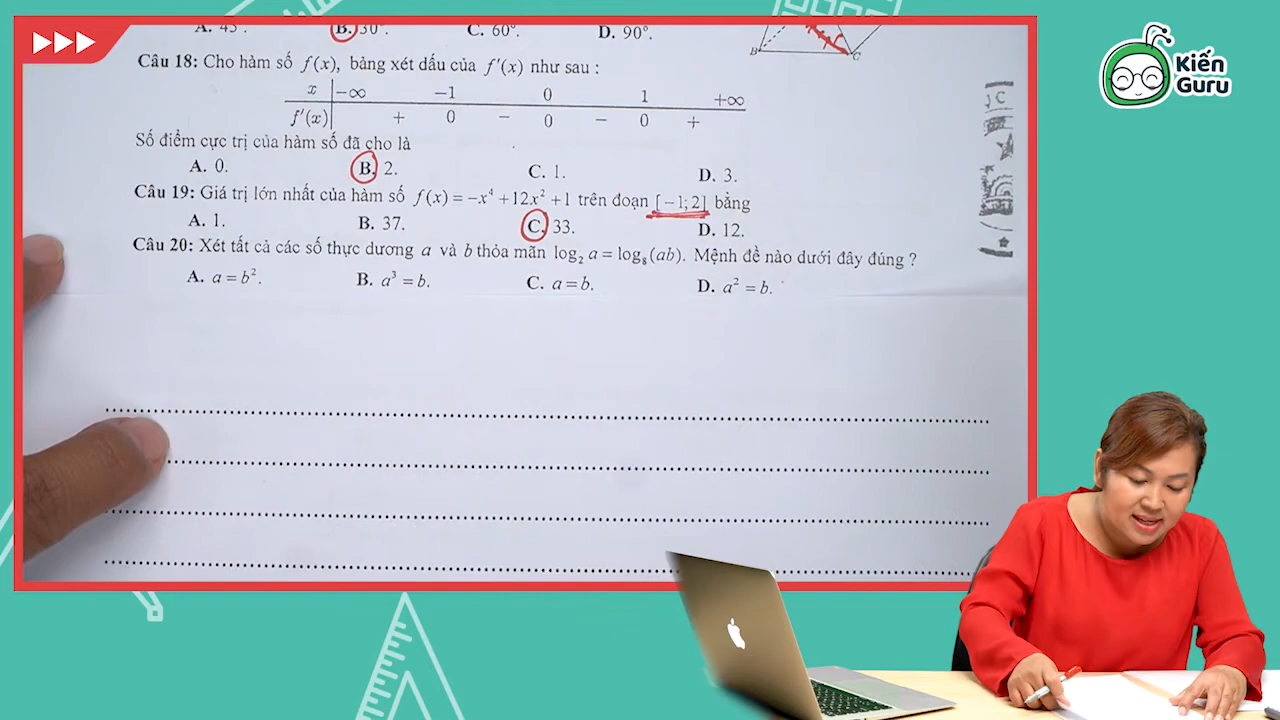 A. 45°. B. 30°. C. 60°. D. 90°.
B C
Câu 18: Cho hàm số f(x), bảng xét dấu của f'(x) như sau :
x −∞ −1 0 1 +∞
f'(x) + 0 − 0 − 0 +
Số điểm cực trị của hàm số đã cho là
A. 0. B. 2. C. 1. D. 3.
Câu 19: Giá trị lớn nhất của hàm số f(x) = −x⁴ + 12x² + 1 trên đoạn [−1; 2] bằng
A. 1. B. 37. C. 33. D. 12.
Câu 20: Xét tất cả các số thực dương a và b thỏa mãn log₂ a = log₈(ab). Mệnh đề nào dưới đây đúng ?
A. a = b². B. a³ = b. C. a = b. D. a² = b.
Kiến
Guru